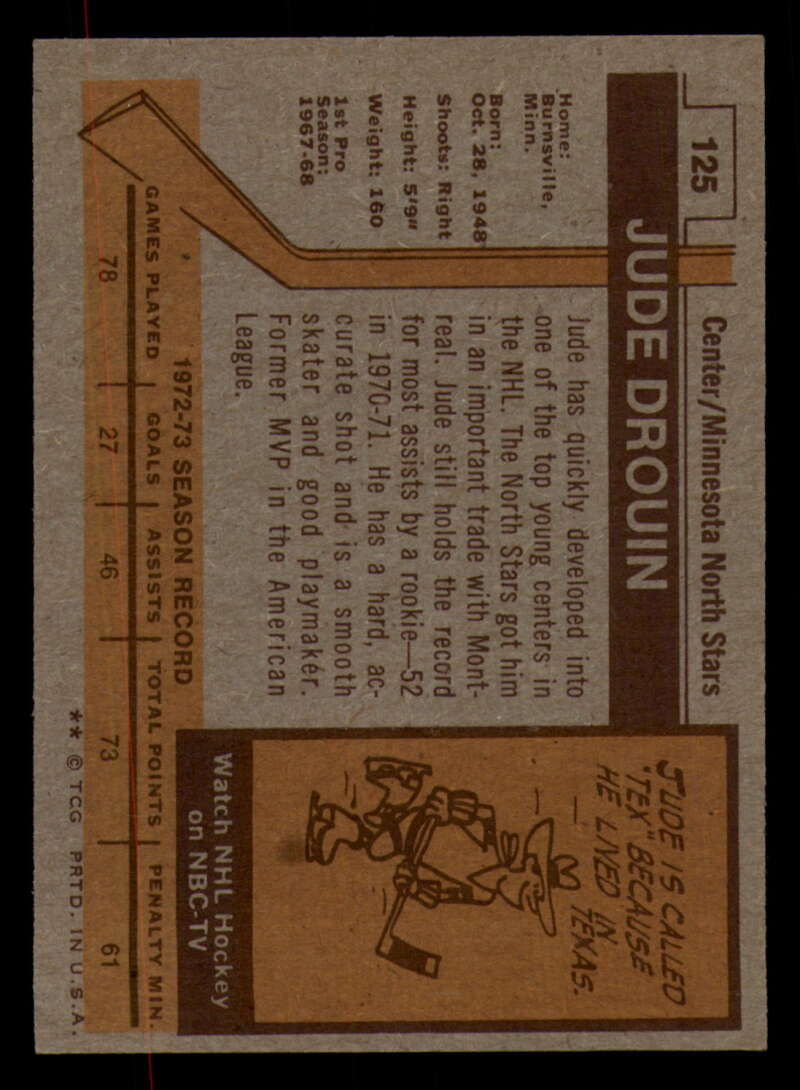 125
Center/Minnesota North Stars
JUDE DROUIN
Home:
Burnsville,
Minn.
Born:
Oct. 28, 1948
Shoots: Right
Height: 5'9"
Weight: 160
1st Pro
Season:
1967-68
Jude has quickly developed into
one of the top young centers in
the NHL. The North Stars got him
in an important trade with Mont-
real. Jude still holds the record
for most assists by a rookie—52
in 1970-71. He has a hard, ac-
curate shot and is a smooth
skater and good playmaker.
Former MVP in the American
League.
JUDE IS CALLED
"TEX" BECAUSE
HE LIVED IN
TEXAS.
Watch NHL Hockey
on NBC-TV
1972-73 SEASON RECORD
GAMES PLAYED GOALS ASSISTS TOTAL POINTS PENALTY MIN.
78 27 46 73 61
** © TCG PRTD. IN U.S.A.